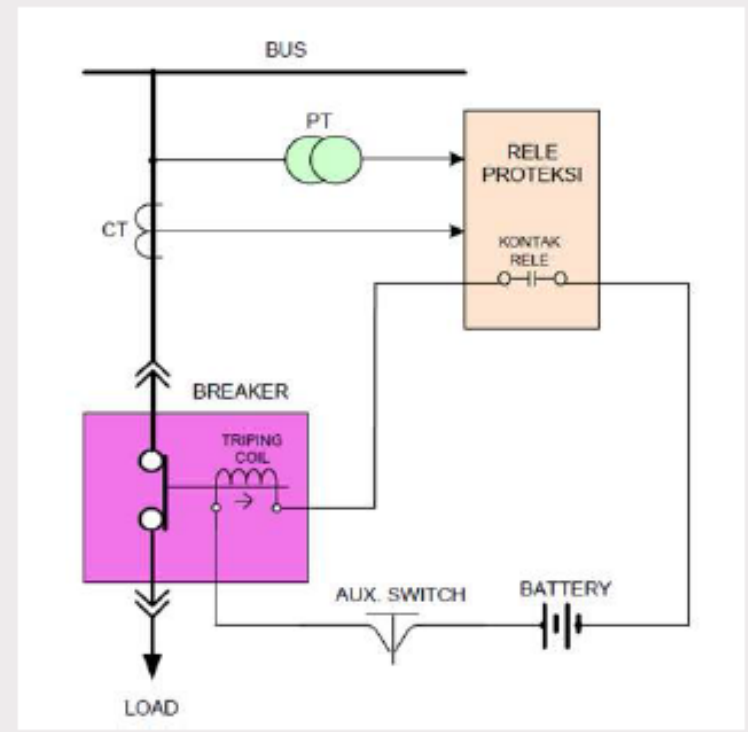 BUS
PT
RELE
PROTEKSI
CT
KONTAK
RELE
BREAKER
TRIPING
COIL
AUX. SWITCH
BATTERY
LOAD